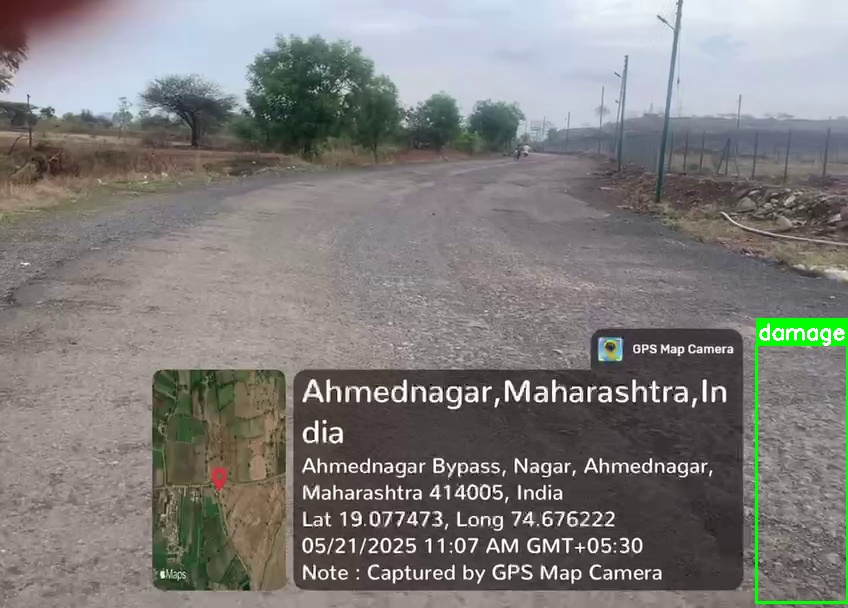 damage
GPS Map Camera
Ahmednagar,Maharashtra,In
dia
Ahmednagar Bypass, Nagar, Ahmednagar,
Maharashtra 414005, India
Lat 19.077473, Long 74.676222
05/21/2025 11:07 AM GMT+05:30
Note : Captured by GPS Map Camera
Maps